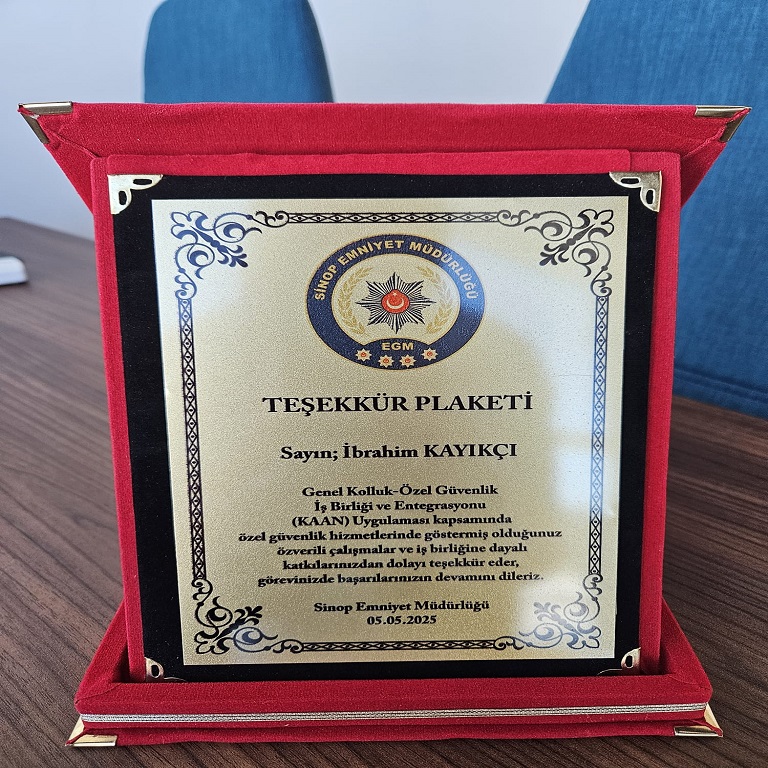 SİNOP EMNİYET MÜDÜRLÜĞÜ
EGM
TEŞEKKÜR PLAKETİ
Sayın; İbrahim KAYIKÇI
Genel Kolluk-Özel Güvenlik
İş Birliği ve Entegrasyonu
(KAAN) Uygulaması kapsamında
özel güvenlik hizmetlerinde göstermiş olduğunuz
özverili çalışmalar ve iş birliğine dayalı
katkılarınızdan dolayı teşekkür eder,
görevinizde başarılarınızın devamını dileriz.
Sinop Emniyet Müdürlüğü
05.05.2025